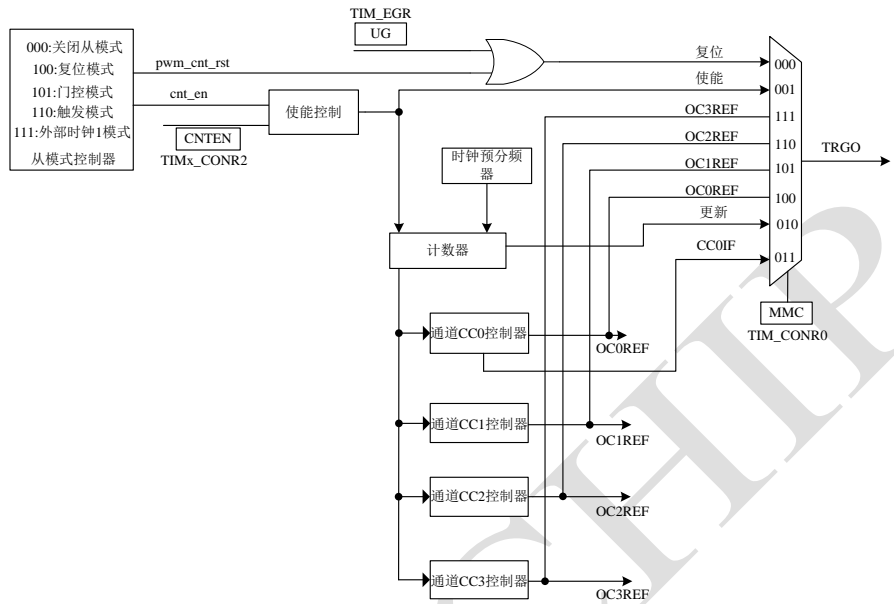 TIM_EGR
UG
000:关闭从模式
100:复位模式
101:门控模式
110:触发模式
111:外部时钟1模式
从模式控制器
pwm_cnt_rst
cnt_en
CNTEN
TIMx_CONR2
使能控制
时钟预分频
器
计数器
通道CC0控制器
OC0REF
通道CC1控制器
OC1REF
通道CC2控制器
OC2REF
通道CC3控制器
OC3REF
复位
000
使能
001
OC3REF
111
OC2REF
110
OC1REF
101
OC0REF
100
更新
010
CC0IF
011
TRGO
MMC
TIM_CONR0
CHIP